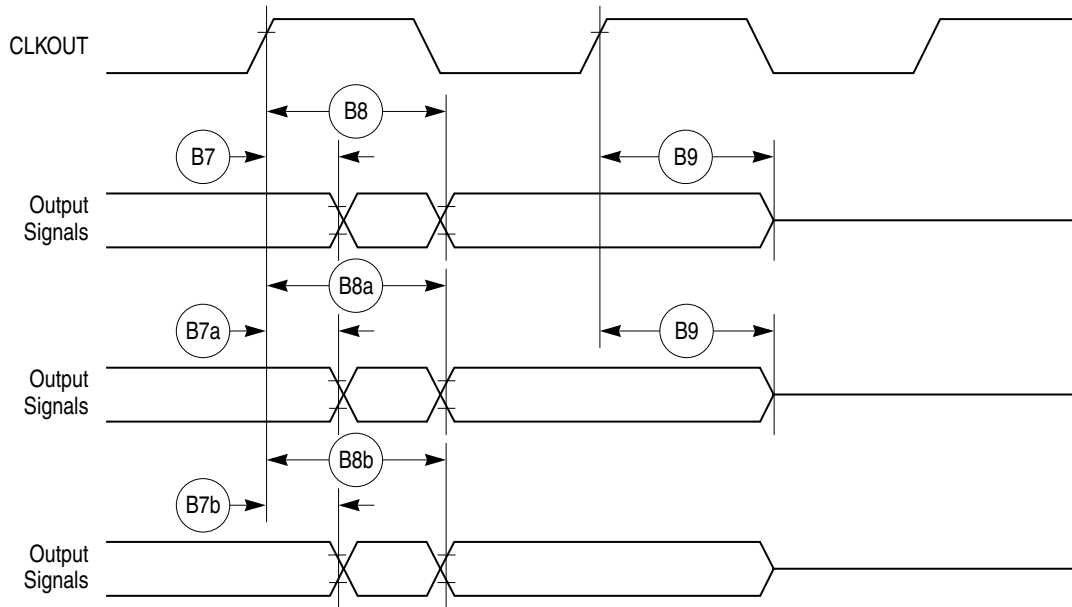 CLKOUT
B8
B7
B9
Output
Signals
B8a
B7a
B9
Output
Signals
B8b
B7b
Output
Signals